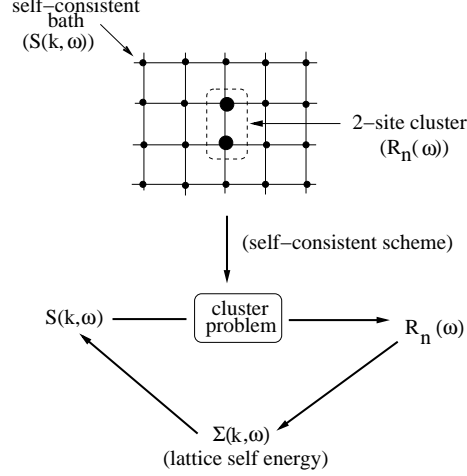 self-consistent
bath
(S(k, ω))
2-site cluster
(R_n(ω))
(self-consistent scheme)
S(k,ω)
cluster
problem
R_n(ω)
Σ(k,ω)
(lattice self energy)